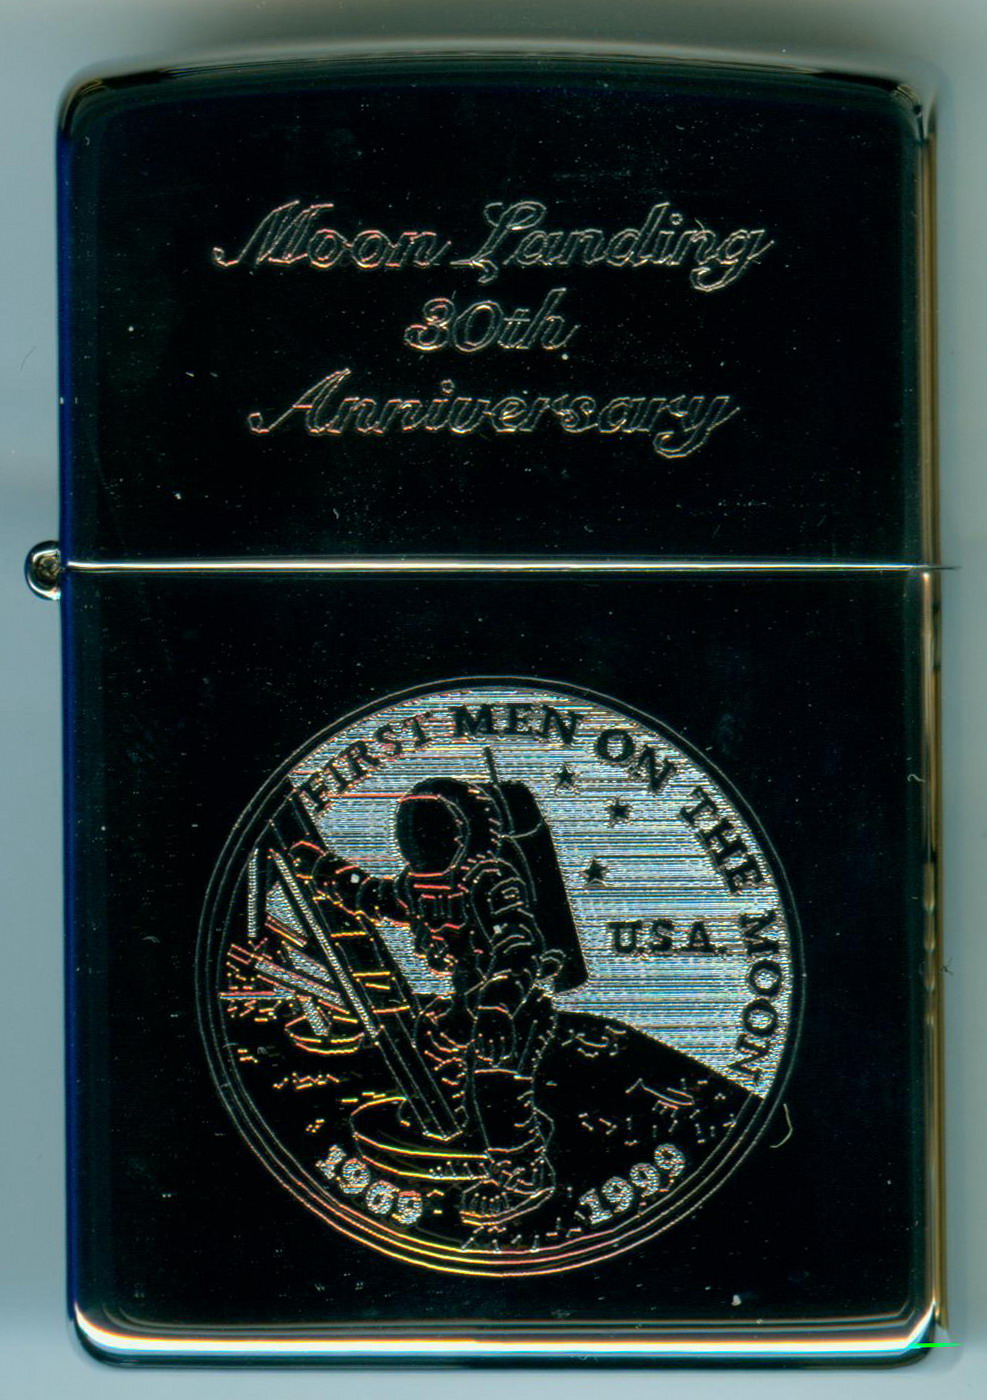 Moon Landing
30th
Anniversary
FIRST MEN ON THE MOON
U.S.A.
1969
1999